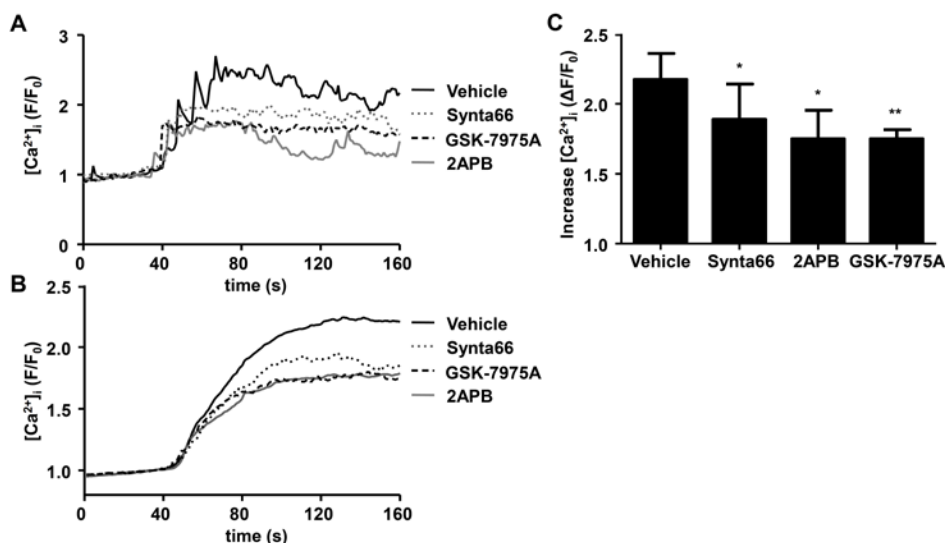 A
[Ca²⁺]ᵢ (F/F₀)
3
2
1
0
0 40 80 120 160
time (s)
Vehicle
Synta66
GSK-7975A
2APB
B
[Ca²⁺]ᵢ (F/F₀)
2.5
2.0
1.5
1.0
0 40 80 120 160
time (s)
Vehicle
Synta66
GSK-7975A
2APB
C
Increase [Ca²⁺]ᵢ (ΔF/F₀)
2.5
2.0
1.5
1.0
* * **
Vehicle Synta66 2APB GSK-7975A